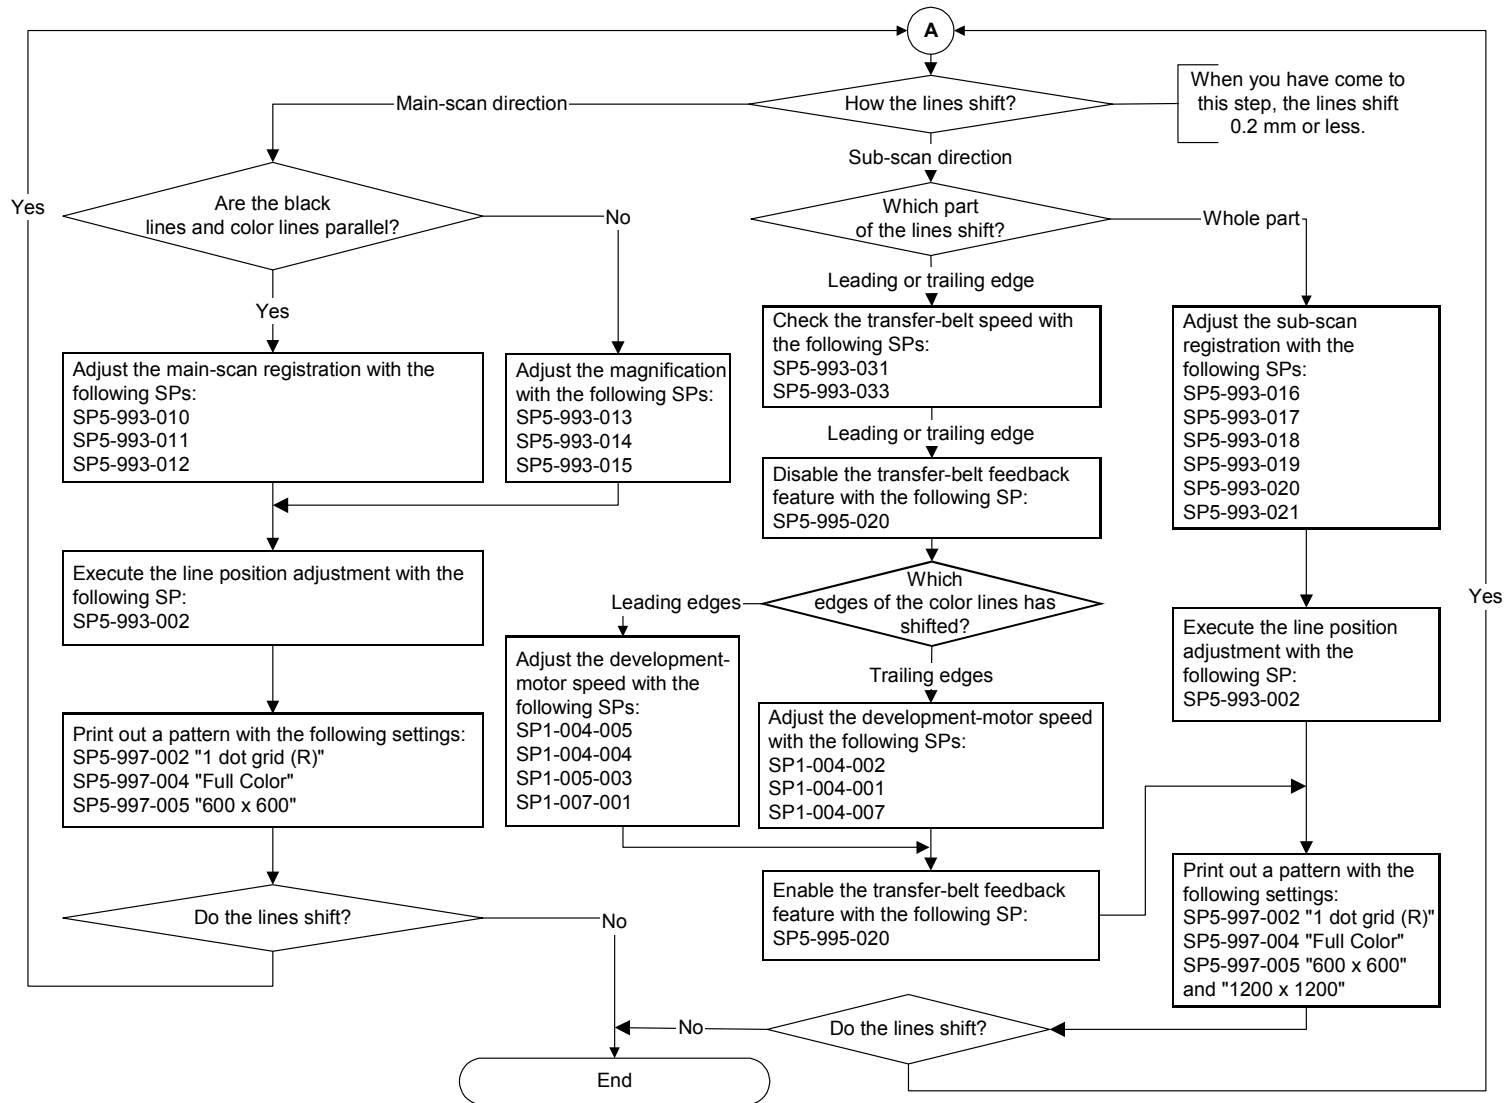 A
How the lines shift?
When you have come to
this step, the lines shift
0.2 mm or less.
Main-scan direction
Sub-scan direction
Yes
Are the black
lines and color lines parallel?
No
Which part
of the lines shift?
Whole part
Yes
Leading or trailing edge
Adjust the main-scan registration with the
following SPs:
SP5-993-010
SP5-993-011
SP5-993-012
Adjust the magnification
with the following SPs:
SP5-993-013
SP5-993-014
SP5-993-015
Check the transfer-belt speed with
the following SPs:
SP5-993-031
SP5-993-033
Adjust the sub-scan
registration with the
following SPs:
SP5-993-016
SP5-993-017
SP5-993-018
SP5-993-019
SP5-993-020
SP5-993-021
Leading or trailing edge
Disable the transfer-belt feedback
feature with the following SP:
SP5-995-020
Execute the line position adjustment with the
following SP:
SP5-993-002
Which
edges of the color lines has
shifted?
Leading edges
Trailing edges
Yes
Execute the line position
adjustment with the
following SP:
SP5-993-002
Adjust the development-
motor speed with the
following SPs:
SP1-004-005
SP1-004-004
SP1-005-003
SP1-007-001
Adjust the development-motor speed
with the following SPs:
SP1-004-002
SP1-004-001
SP1-004-007
Print out a pattern with the following settings:
SP5-997-002 "1 dot grid (R)"
SP5-997-004 "Full Color"
SP5-997-005 "600 x 600"
Enable the transfer-belt feedback
feature with the following SP:
SP5-995-020
Print out a pattern with the
following settings:
SP5-997-002 "1 dot grid (R)"
SP5-997-004 "Full Color"
SP5-997-005 "600 x 600"
and "1200 x 1200"
Do the lines shift?
No
Do the lines shift?
No
End